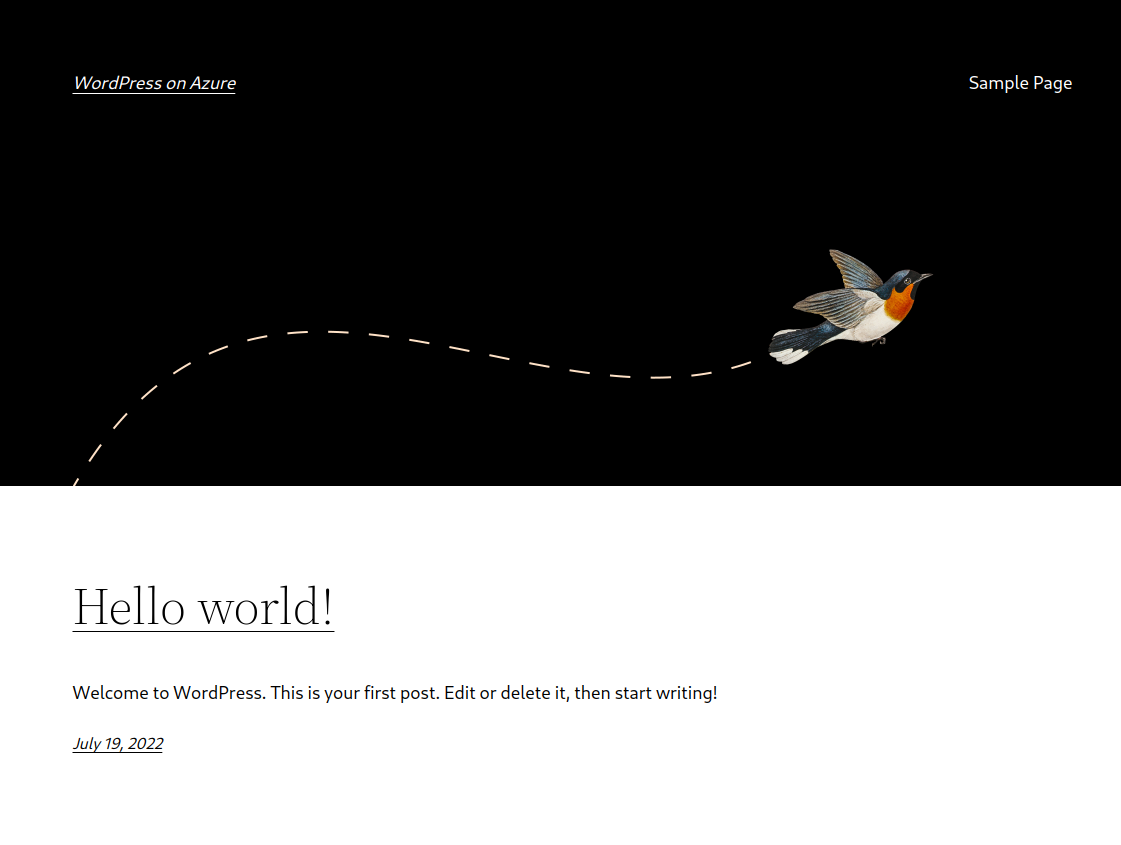 WordPress on Azure
Sample Page
Hello world!
Welcome to WordPress. This is your first post. Edit or delete it, then start writing!
July 19, 2022